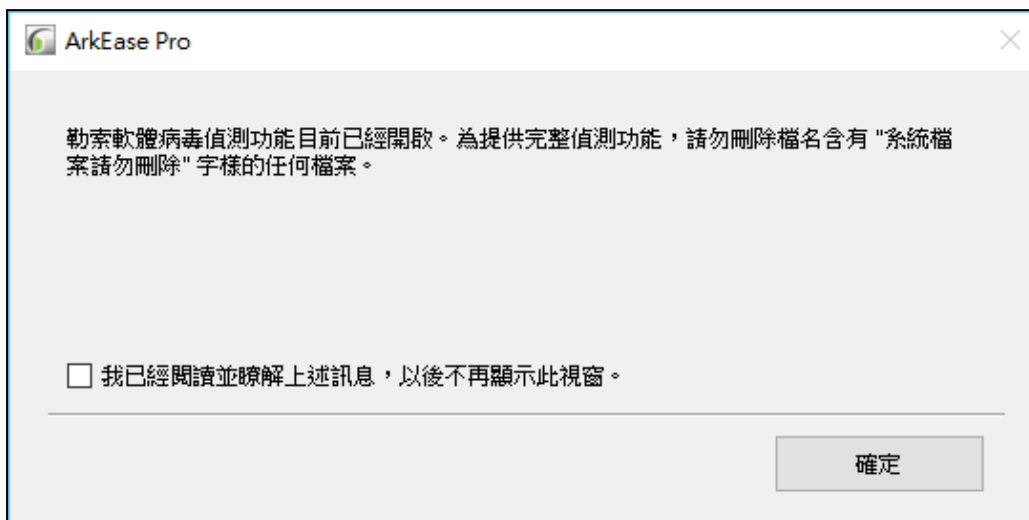 ArkEase Pro
勒索軟體病毒偵測功能目前已經開啟。為提供完整偵測功能，請勿刪除檔名含有 "系統檔
案請勿刪除" 字樣的任何檔案。
我已經閱讀並瞭解上述訊息，以後不再顯示此視窗。
確定